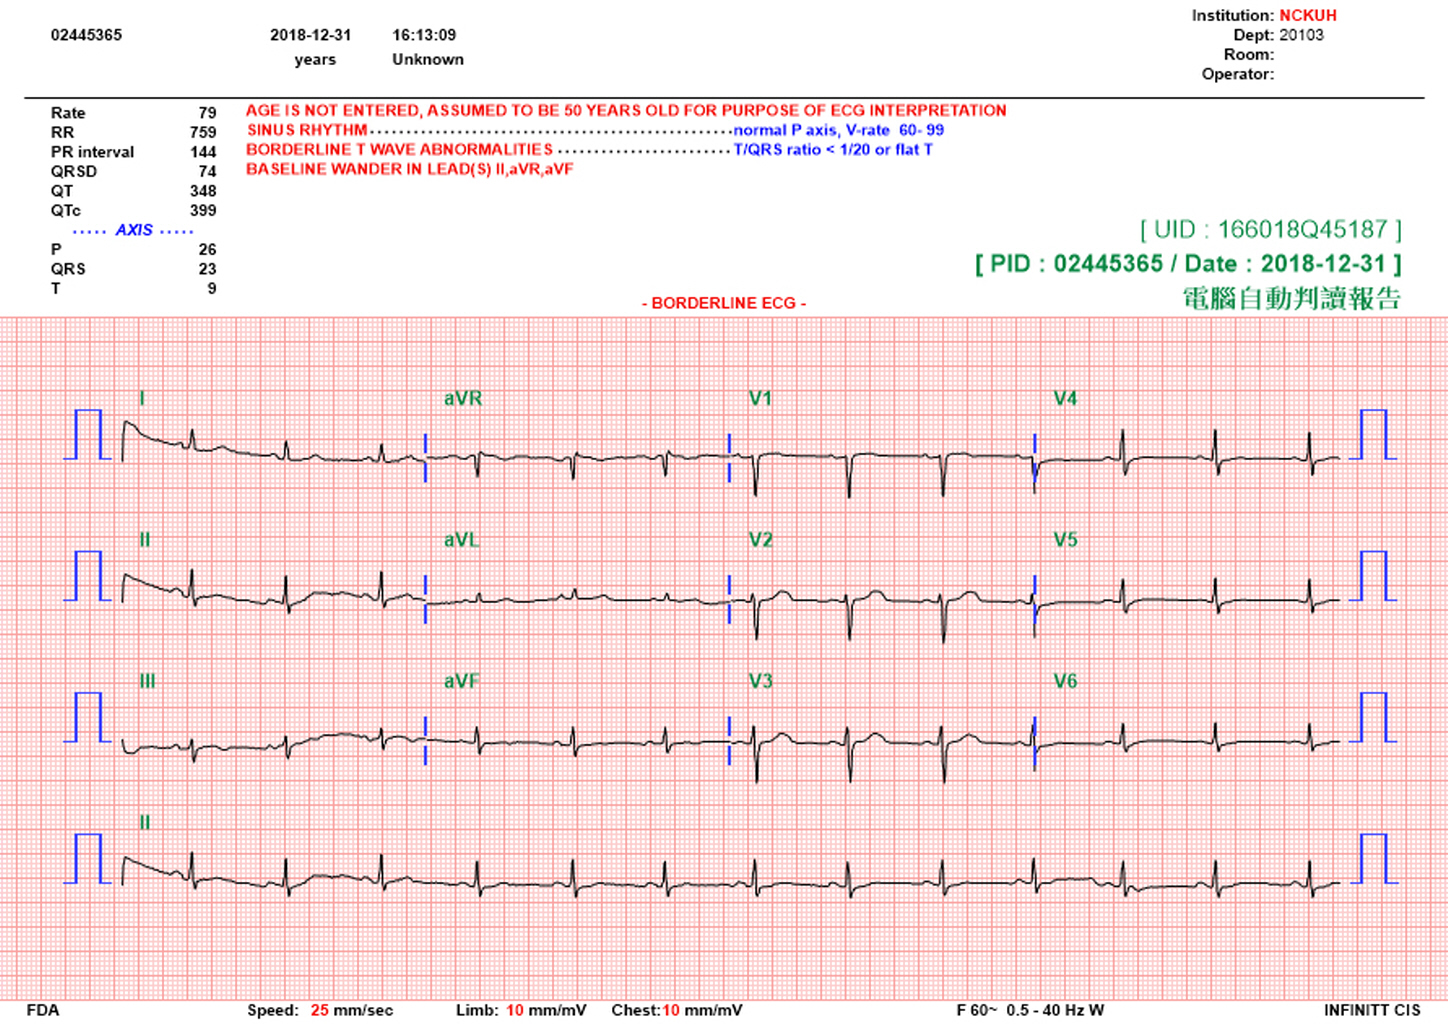 Institution: NCKUH
02445365 2018-12-31 16:13:09 Dept: 20103
Room:
years Unknown
Operator:
Rate 79 AGE IS NOT ENTERED, ASSUMED TO BE 50 YEARS OLD FOR PURPOSE OF ECG INTERPRETATION
RR 759 SINUS RHYTHM........................................normal P axis, V-rate 60- 99
PR interval 144 BORDERLINE T WAVE ABNORMALITIES.....................T/QRS ratio < 1/20 or flat T
QRSD 74 BASELINE WANDER IN LEAD(S) II,aVR,aVF
QT 348
QTc 399
..... AXIS .....
P 26
QRS 23
T 9
[ UID : 166018Q45187 ]
[ PID : 02445365 / Date : 2018-12-31 ]
電腦自動判讀報告
- BORDERLINE ECG -
I aVR V1 V4
II aVL V2 V5
III aVF V3 V6
II
FDA Speed: 25 mm/sec Limb: 10 mm/mV Chest:10 mm/mV F 60~ 0.5 - 40 Hz W INFINITT CIS